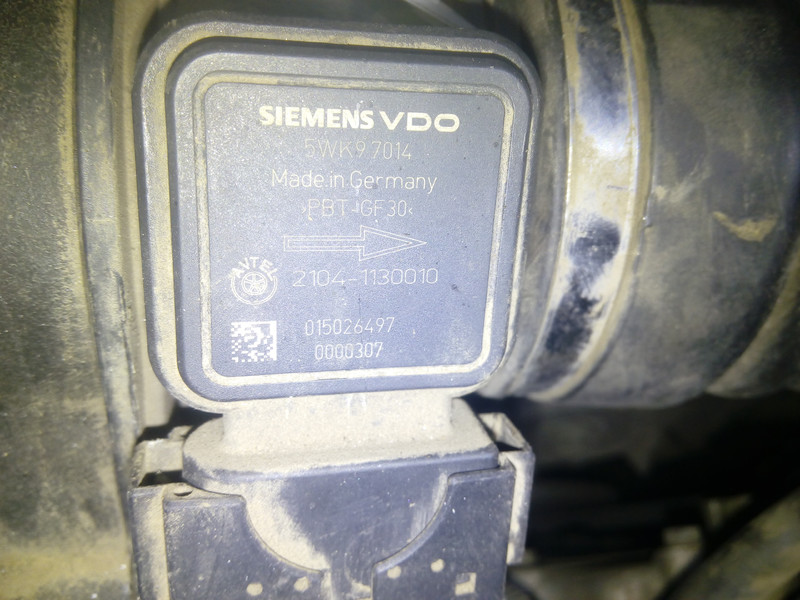 SIEMENS VDO
5WK9 7014
Made in Germany
›PBT-GF30‹
AVTEL
2104-1130010
015026497
0000307